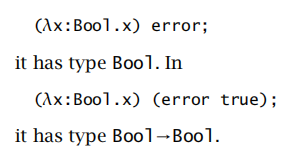 (λx:Bool.x) error;
it has type Bool. In
(λx:Bool.x) (error true);
it has type Bool→Bool.